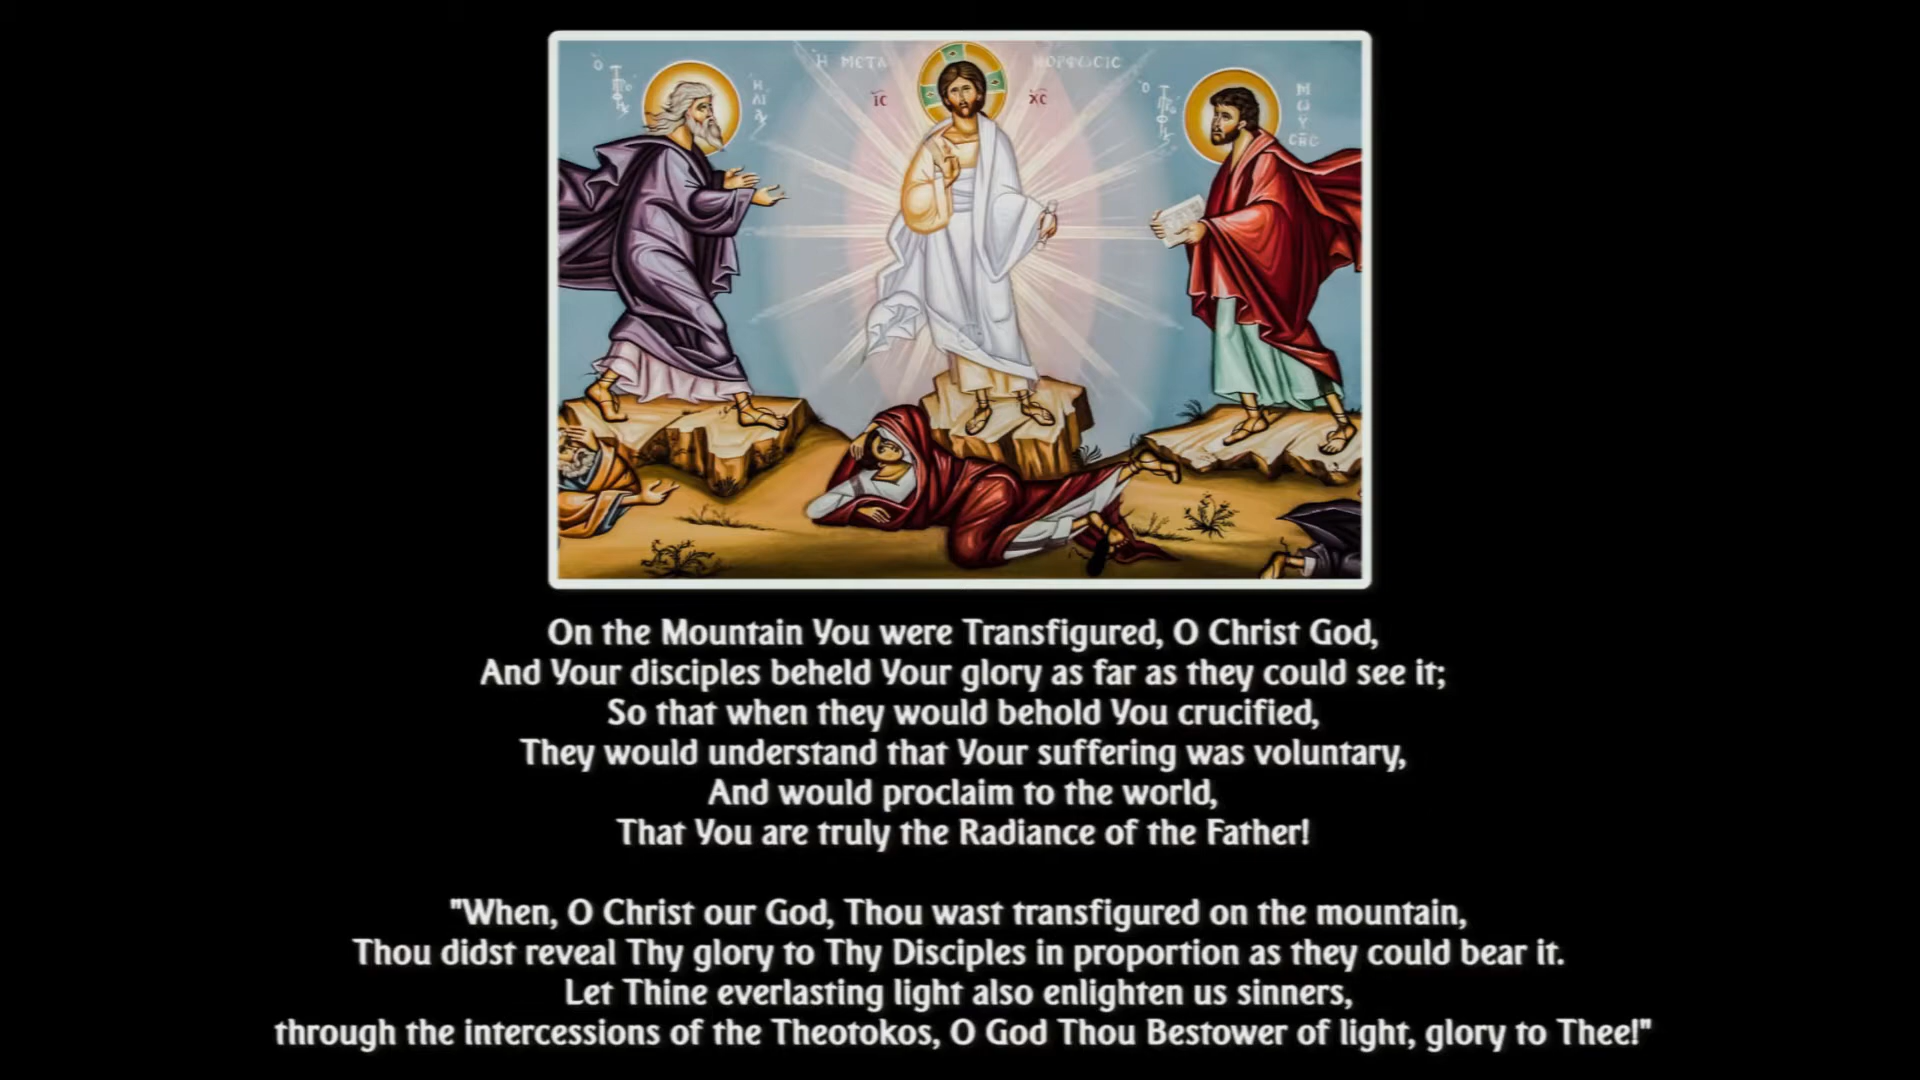 Ἡ ΜΕΤΑ ΜΟΡΦΩCΙC
ΙC ΧC
On the Mountain You were Transfigured, O Christ God,
And Your disciples beheld Your glory as far as they could see it;
So that when they would behold You crucified,
They would understand that Your suffering was voluntary,
And would proclaim to the world,
That You are truly the Radiance of the Father!
"When, O Christ our God, Thou wast transfigured on the mountain,
Thou didst reveal Thy glory to Thy Disciples in proportion as they could bear it.
Let Thine everlasting light also enlighten us sinners,
through the intercessions of the Theotokos, O God Thou Bestower of light, glory to Thee!"